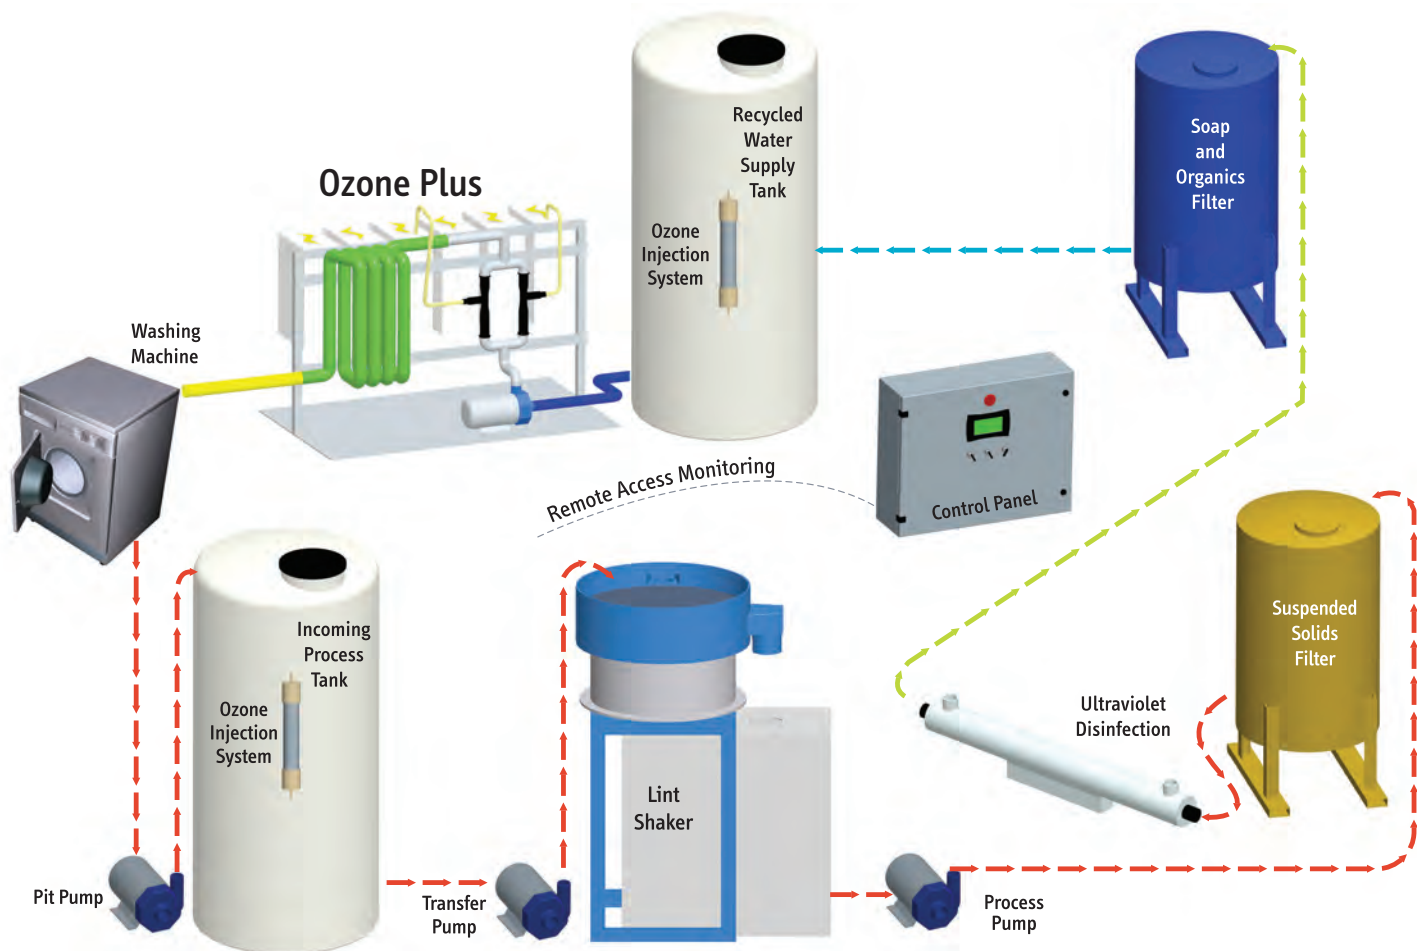 Ozone Plus
Recycled
Water
Supply
Tank
Ozone
Injection
System
Soap
and
Organics
Filter
Washing
Machine
Remote Access Monitoring
Control Panel
Incoming
Process
Tank
Ozone
Injection
System
Lint
Shaker
Ultraviolet
Disinfection
Suspended
Solids
Filter
Pit Pump
Transfer
Pump
Process
Pump